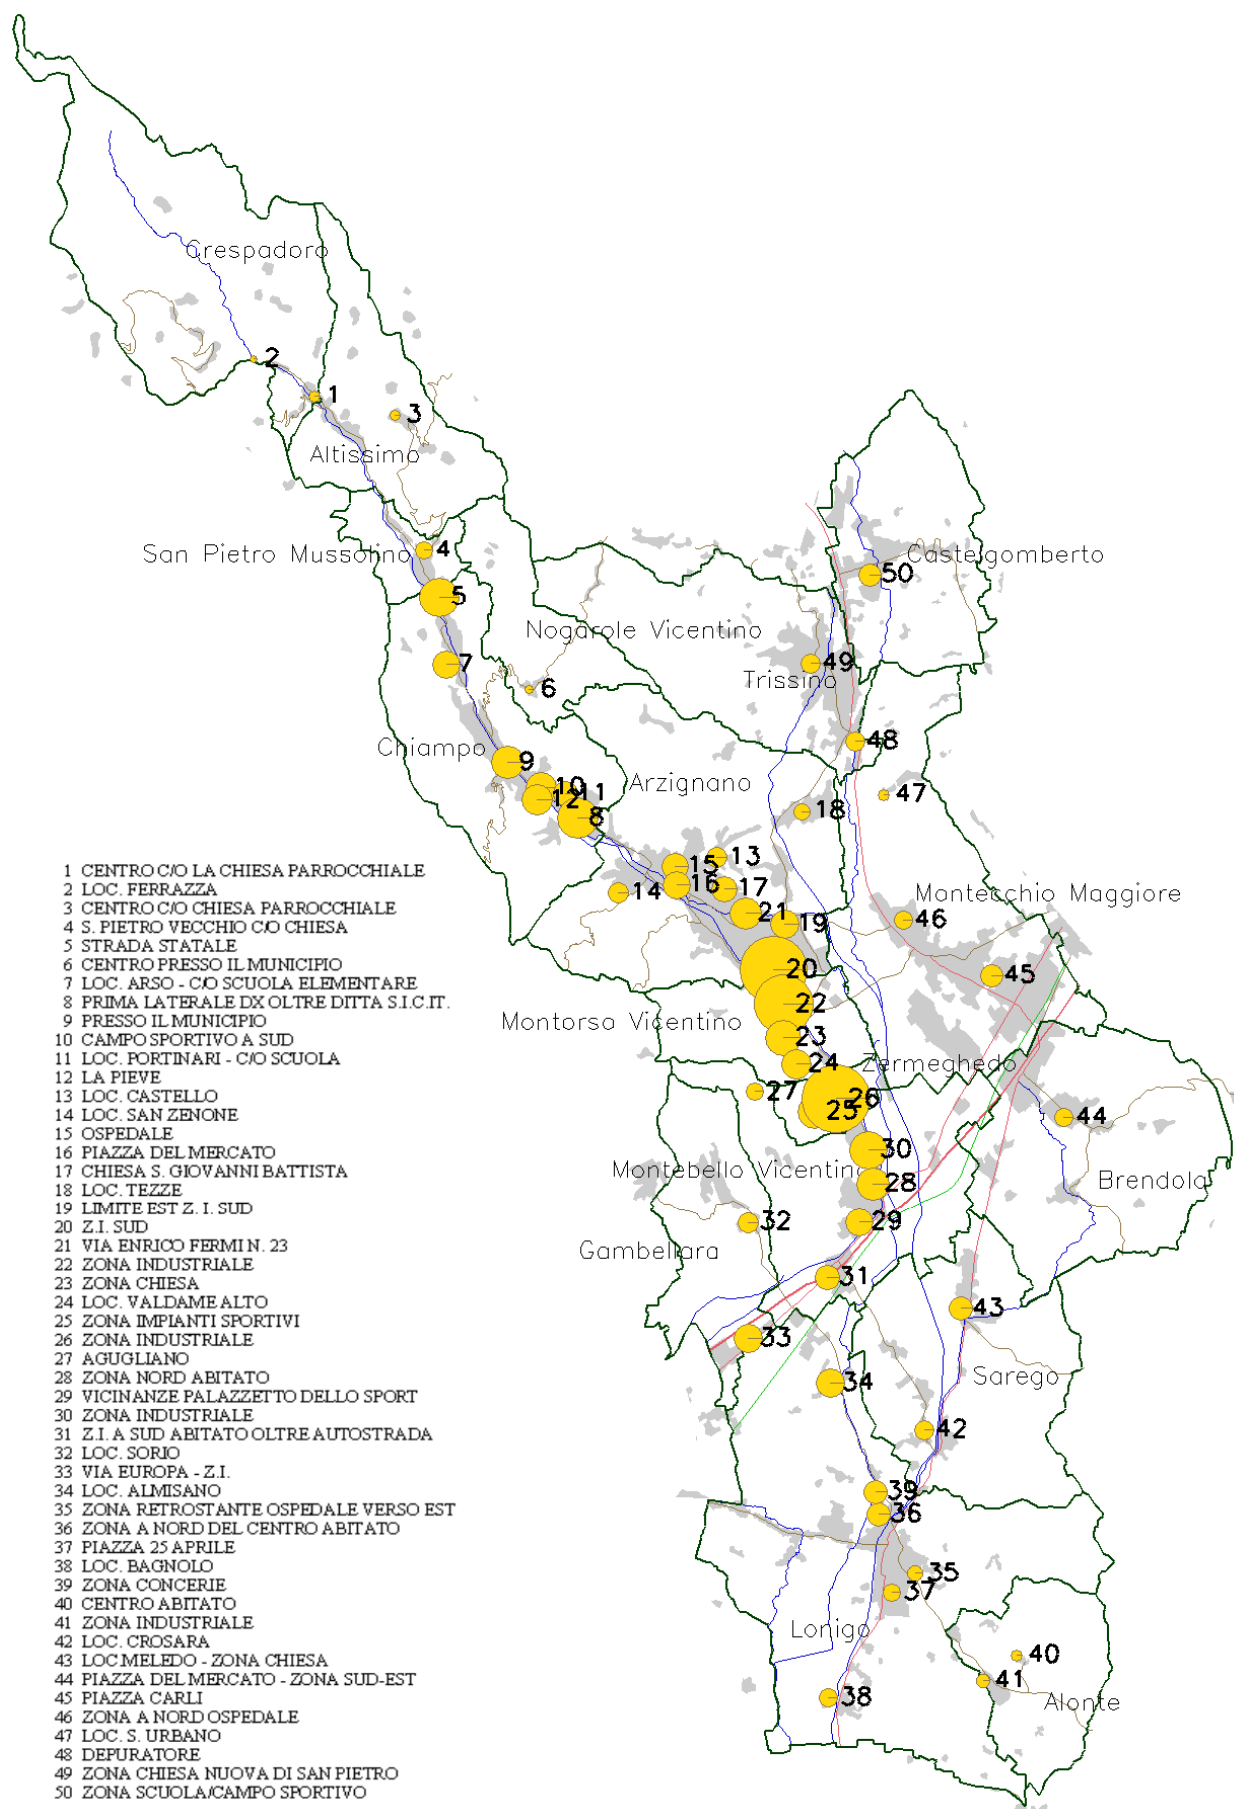 Crespadoro
2
1
3
Altissimo
San Pietro Mussolino
4
Castelgomberto
50
5
Nogarole Vicentino
7
49
Trissino
6
48
Chiampo
9
Arzignano
10
11
47
12
8
18
13
15
16
14
17
Montecchio Maggiore
21
19
46
20
45
22
Montorso Vicentino
23
24
Zermeghedo
27
26
25
44
30
Montebello Vicentino
28
Brendola
32
29
Gambellara
31
43
33
34
Sarego
42
39
36
35
37
Lonigo
40
41
38
Alonte
1 CENTRO C/O LA CHIESA PARROCCHIALE
2 LOC. FERRAZZA
3 CENTRO C/O CHIESA PARROCCHIALE
4 S. PIETRO VECCHIO C/O CHIESA
5 STRADA STATALE
6 CENTRO PRESSO IL MUNICIPIO
7 LOC. ARSO - C/O SCUOLA ELEMENTARE
8 PRIMA LATERALE DX OLTRE DITTA S.I.C.IT.
9 PRESSO IL MUNICIPIO
10 CAMPO SPORTIVO A SUD
11 LOC. PORTINARI - C/O SCUOLA
12 LA PIEVE
13 LOC. CASTELLO
14 LOC. SAN ZENONE
15 OSPEDALE
16 PIAZZA DEL MERCATO
17 CHIESA S. GIOVANNI BATTISTA
18 LOC. TEZZE
19 LIMITE EST Z. I. SUD
20 Z.I. SUD
21 VIA ENRICO FERMI N. 23
22 ZONA INDUSTRIALE
23 ZONA CHIESA
24 LOC. VALDAME ALTO
25 ZONA IMPIANTI SPORTIVI
26 ZONA INDUSTRIALE
27 AGUGLIANO
28 ZONA NORD ABITATO
29 VICINANZE PALAZZETTO DELLO SPORT
30 ZONA INDUSTRIALE
31 Z.I. A SUD ABITATO OLTRE AUTOSTRADA
32 LOC. SORIO
33 VIA EUROPA - Z.I.
34 LOC. ALMISANO
35 ZONA RETROSTANTE OSPEDALE VERSO EST
36 ZONA A NORD DEL CENTRO ABITATO
37 PIAZZA 25 APRILE
38 LOC. BAGNOLO
39 ZONA CONCERIE
40 CENTRO ABITATO
41 ZONA INDUSTRIALE
42 LOC. CROSARA
43 LOC MELEDO - ZONA CHIESA
44 PIAZZA DEL MERCATO - ZONA SUD-EST
45 PIAZZA CARLI
46 ZONA A NORD OSPEDALE
47 LOC. S. URBANO
48 DEPURATORE
49 ZONA CHIESA NUOVA DI SAN PIETRO
50 ZONA SCUOLA/CAMPO SPORTIVO